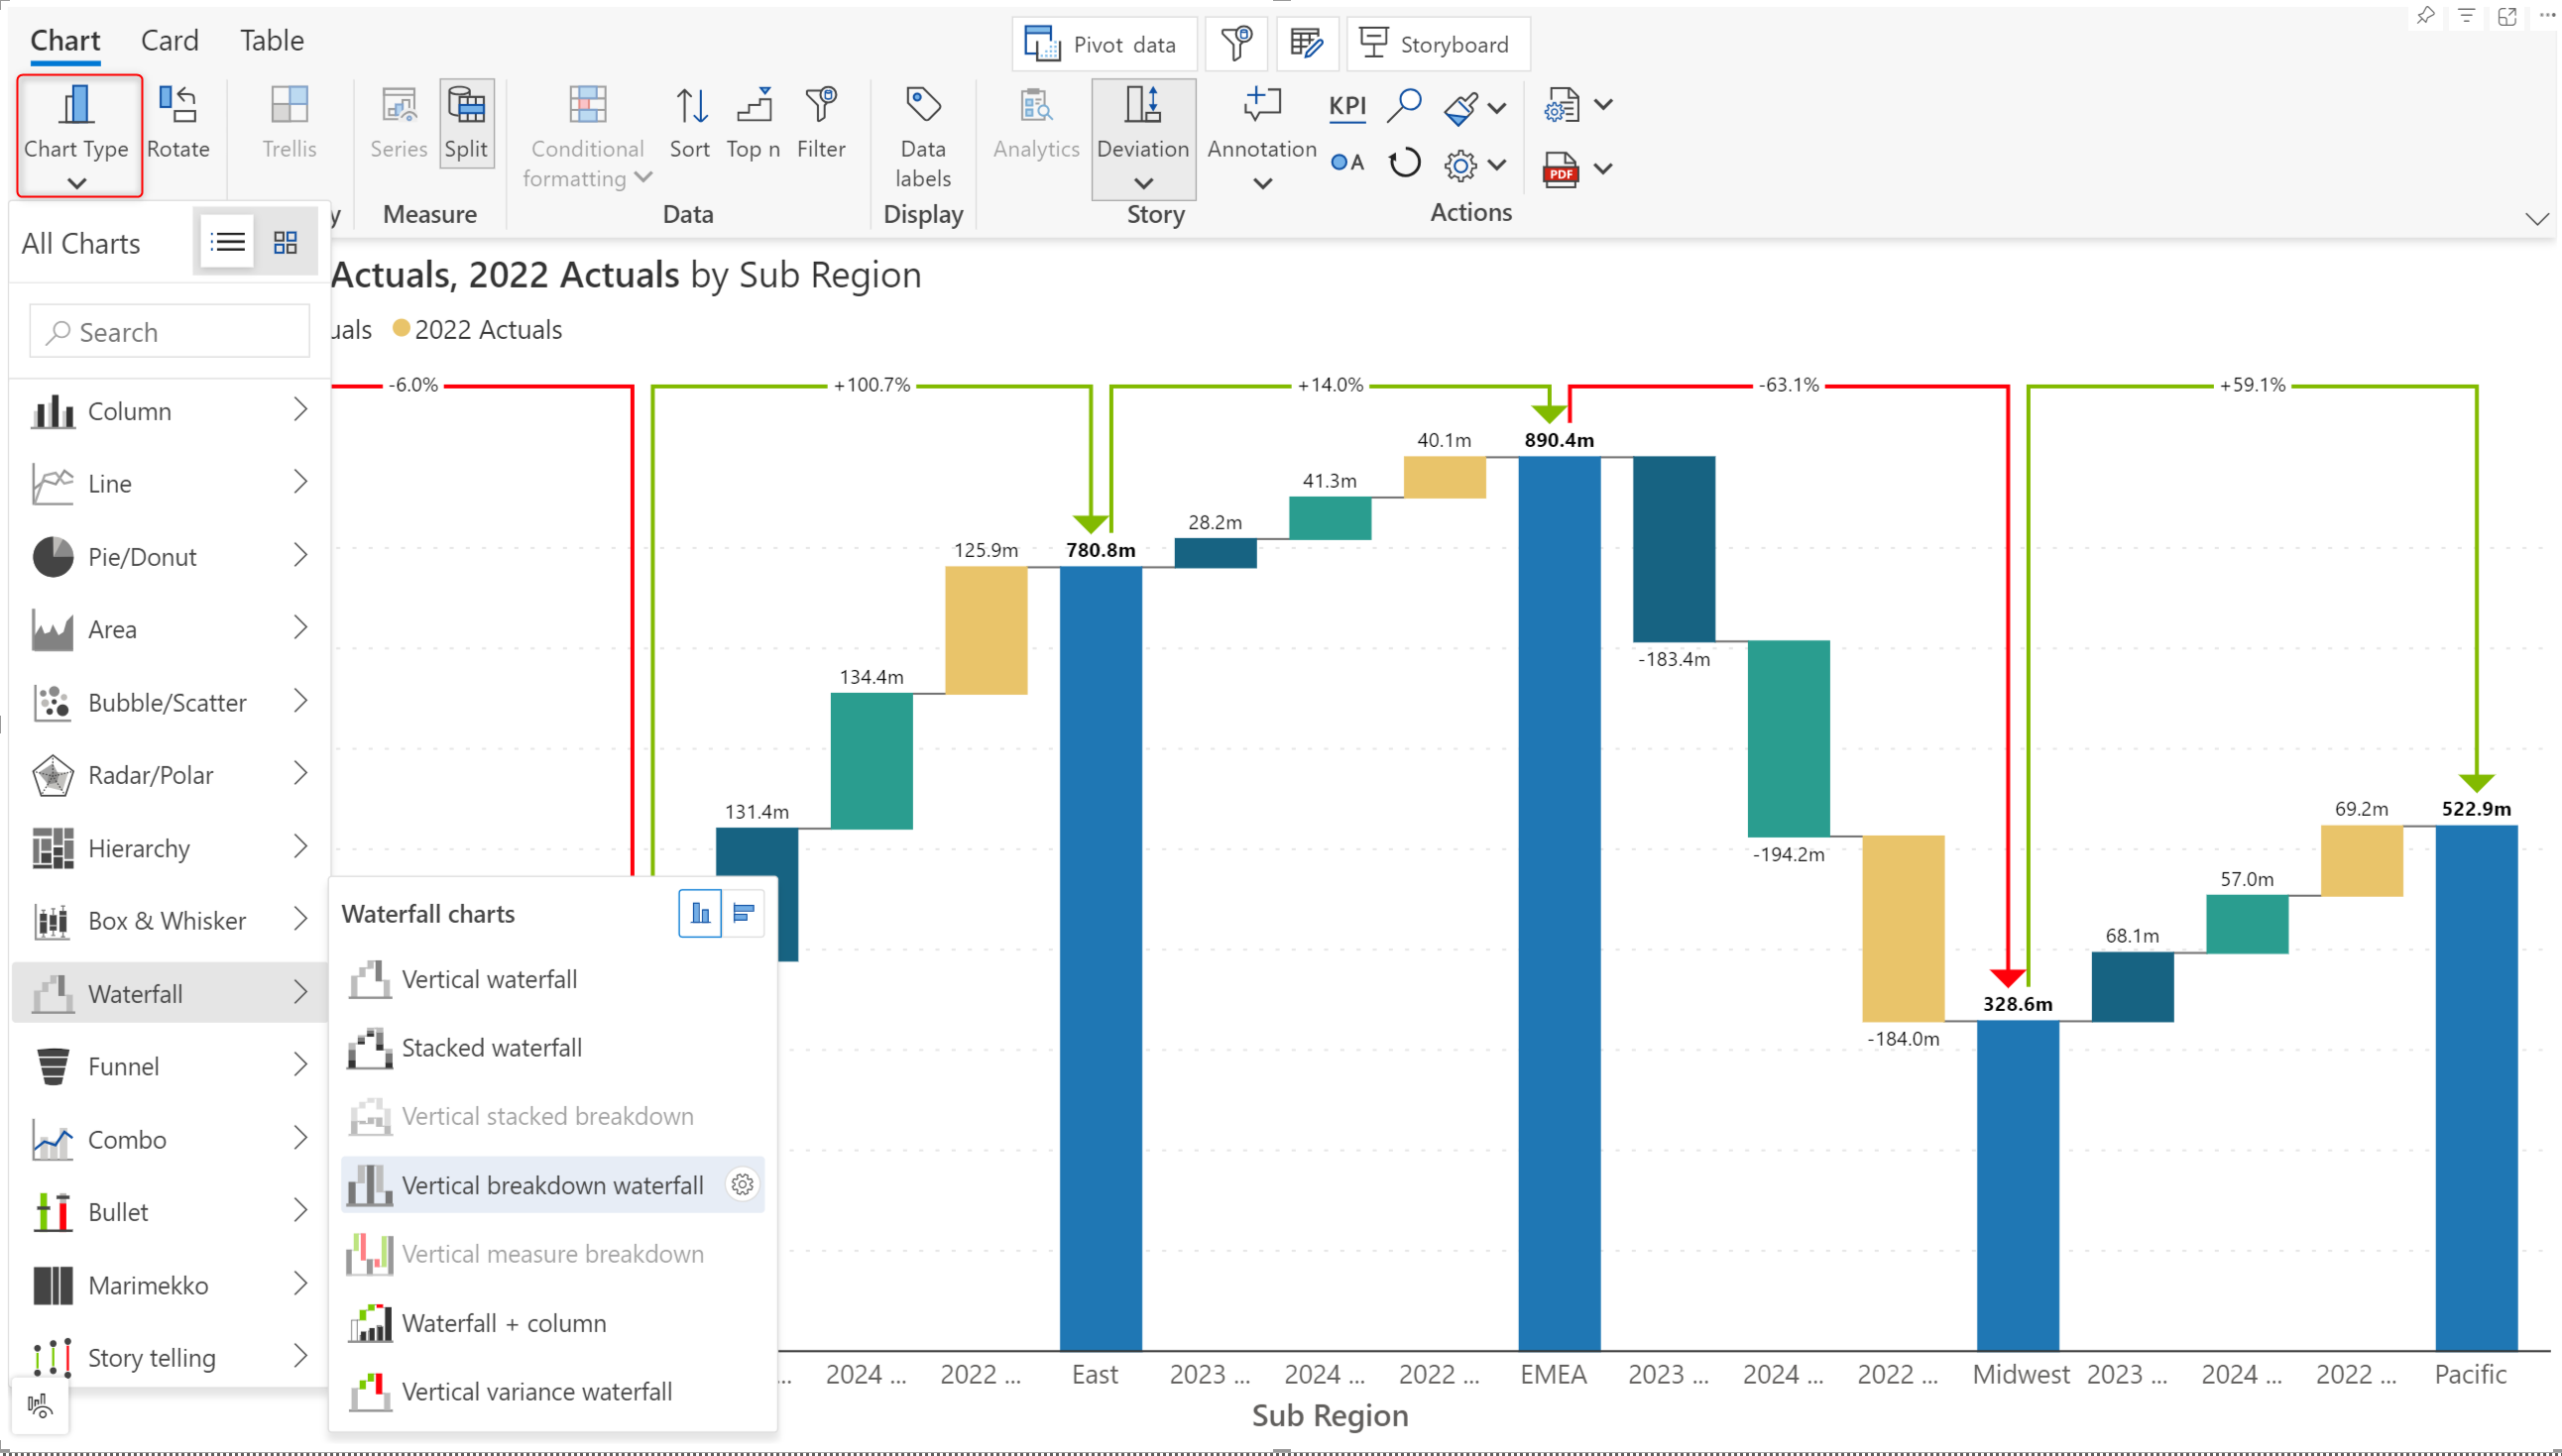 Chart Card Table
Pivot data
Storyboard
Chart Type
Rotate
Trellis
Series
Split
Conditional
formatting
Sort
Top n
Filter
Data
labels
Analytics
Deviation
Annotation
KPI
A
PDF
y
Measure
Data
Display
Story
Actions
All Charts
Search
Column
Line
Pie/Donut
Area
Bubble/Scatter
Radar/Polar
Hierarchy
Box & Whisker
Waterfall
Funnel
Combo
Bullet
Marimekko
Story telling
Waterfall charts
Vertical waterfall
Stacked waterfall
Vertical stacked breakdown
Vertical breakdown waterfall
Vertical measure breakdown
Waterfall + column
Vertical variance waterfall
Actuals, 2022 Actuals by Sub Region
uals 2022 Actuals
-6.0% +100.7% +14.0% -63.1% +59.1%
131.4m
134.4m
125.9m
780.8m
28.2m
41.3m
40.1m
890.4m
-183.4m
-194.2m
-184.0m
328.6m
68.1m
57.0m
69.2m
522.9m
... 2024 ... 2022 ... East 2023 ... 2024 ... 2022 ... EMEA 2023 ... 2024 ... 2022 ... Midwest 2023 ... 2024 ... 2022 ... Pacific
Sub Region